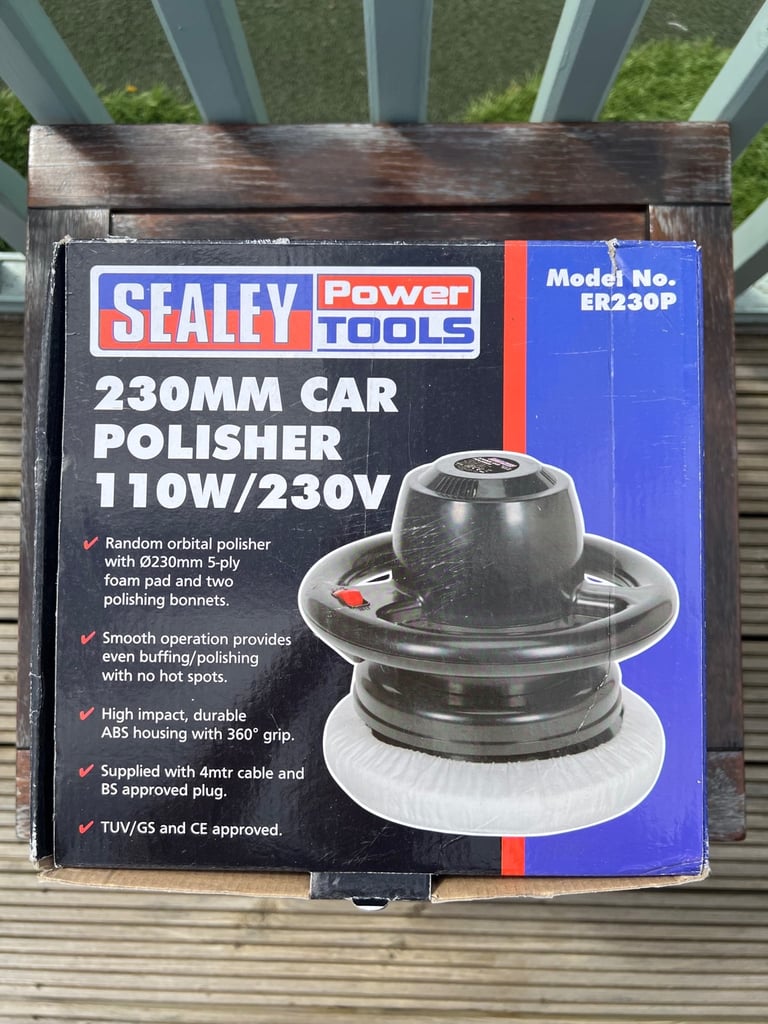 SEALEY Power TOOLS
Model No.
ER230P
230MM CAR
POLISHER
110W/230V
Random orbital polisher
with Ø230mm 5-ply
foam pad and two
polishing bonnets.
Smooth operation provides
even buffing/polishing
with no hot spots.
High impact, durable
ABS housing with 360° grip.
Supplied with 4mtr cable and
BS approved plug.
TUV/GS and CE approved.